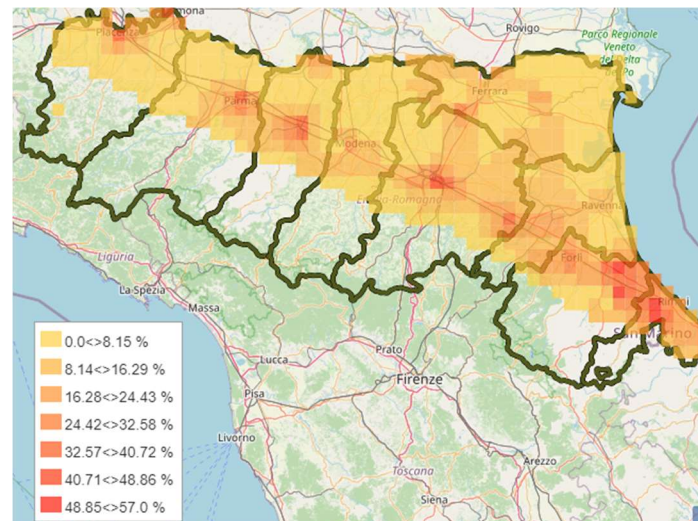 mona
Rovigo
Parco Regionale
Veneto
del Delta
del Po
Piacenza
Ferrara
Parma
Modena
Emilia-Romagna
Ravenna
Forlì
Rimini
San Marino
Liguria
La Spezia
Massa
Lucca
Prato
Firenze
Pisa
Livorno
Toscana
Arezzo
Siena
0.0<>8.15 %
8.14<>16.29 %
16.28<>24.43 %
24.42<>32.58 %
32.57<>40.72 %
40.71<>48.86 %
48.85<>57.0 %